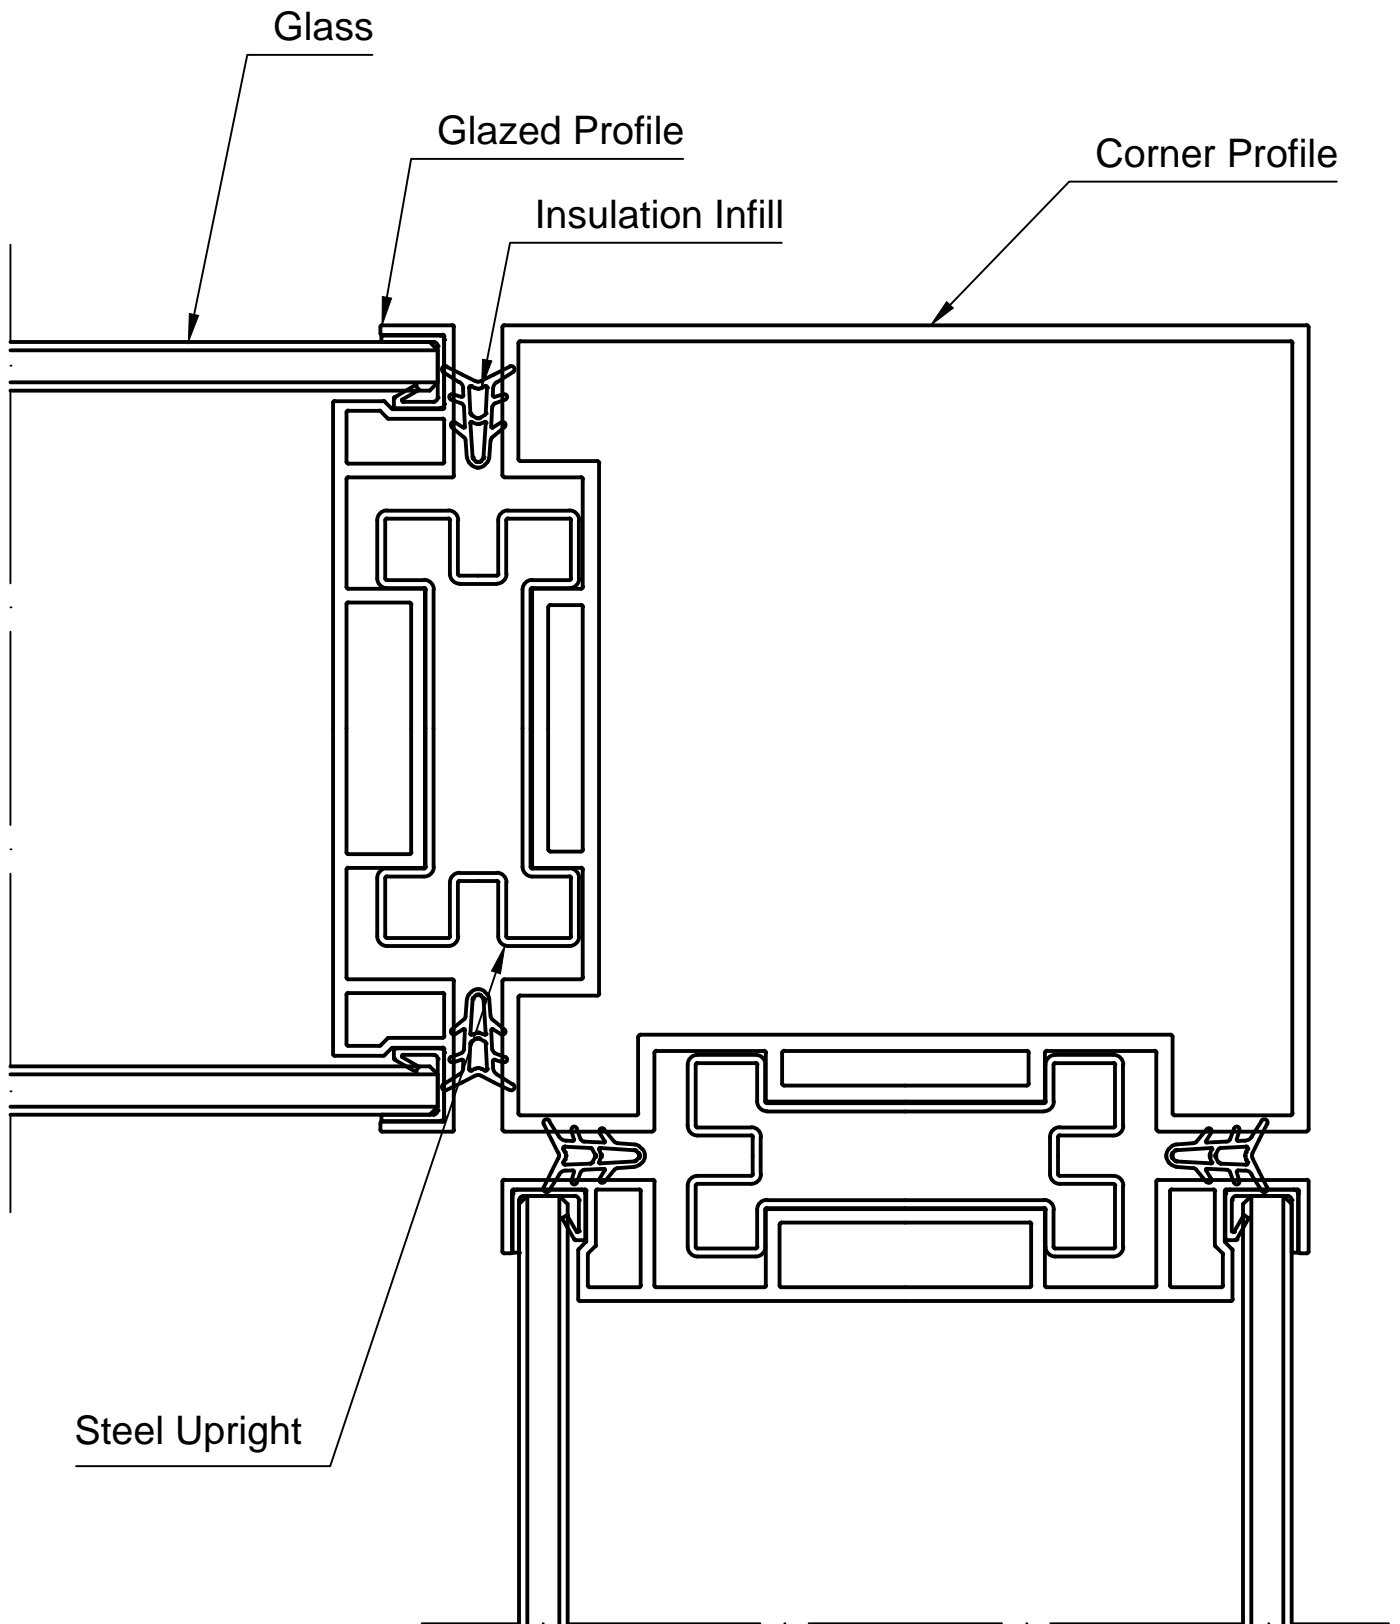 Glass
Glazed Profile
Corner Profile
Insulation Infill
Steel Upright